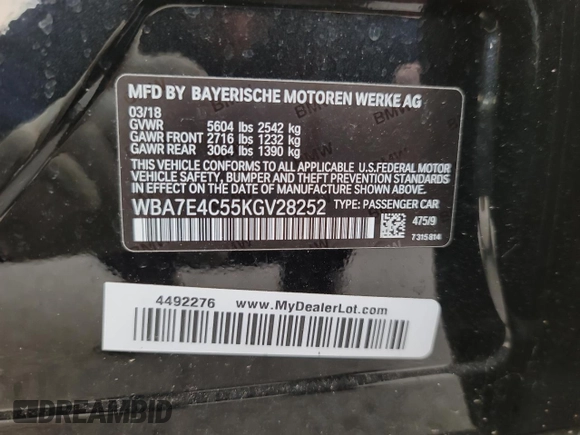 MFD BY BAYERISCHE MOTOREN WERKE AG
03/18
GVWR 5604 lbs 2542 kg
GAWR FRONT 2716 lbs 1232 kg
GAWR REAR 3064 lbs 1390 kg
THIS VEHICLE CONFORMS TO ALL APPLICABLE U.S.FEDERAL MOTOR
VEHICLE SAFETY, BUMPER, AND THEFT PREVENTION STANDARDS
IN EFFECT ON THE DATE OF MANUFACTURE SHOWN ABOVE.
WBA7E4C55KGV28252 TYPE: PASSENGER CAR
475/9
7315814
4492276 www.MyDealerLot.com
DREAMBID